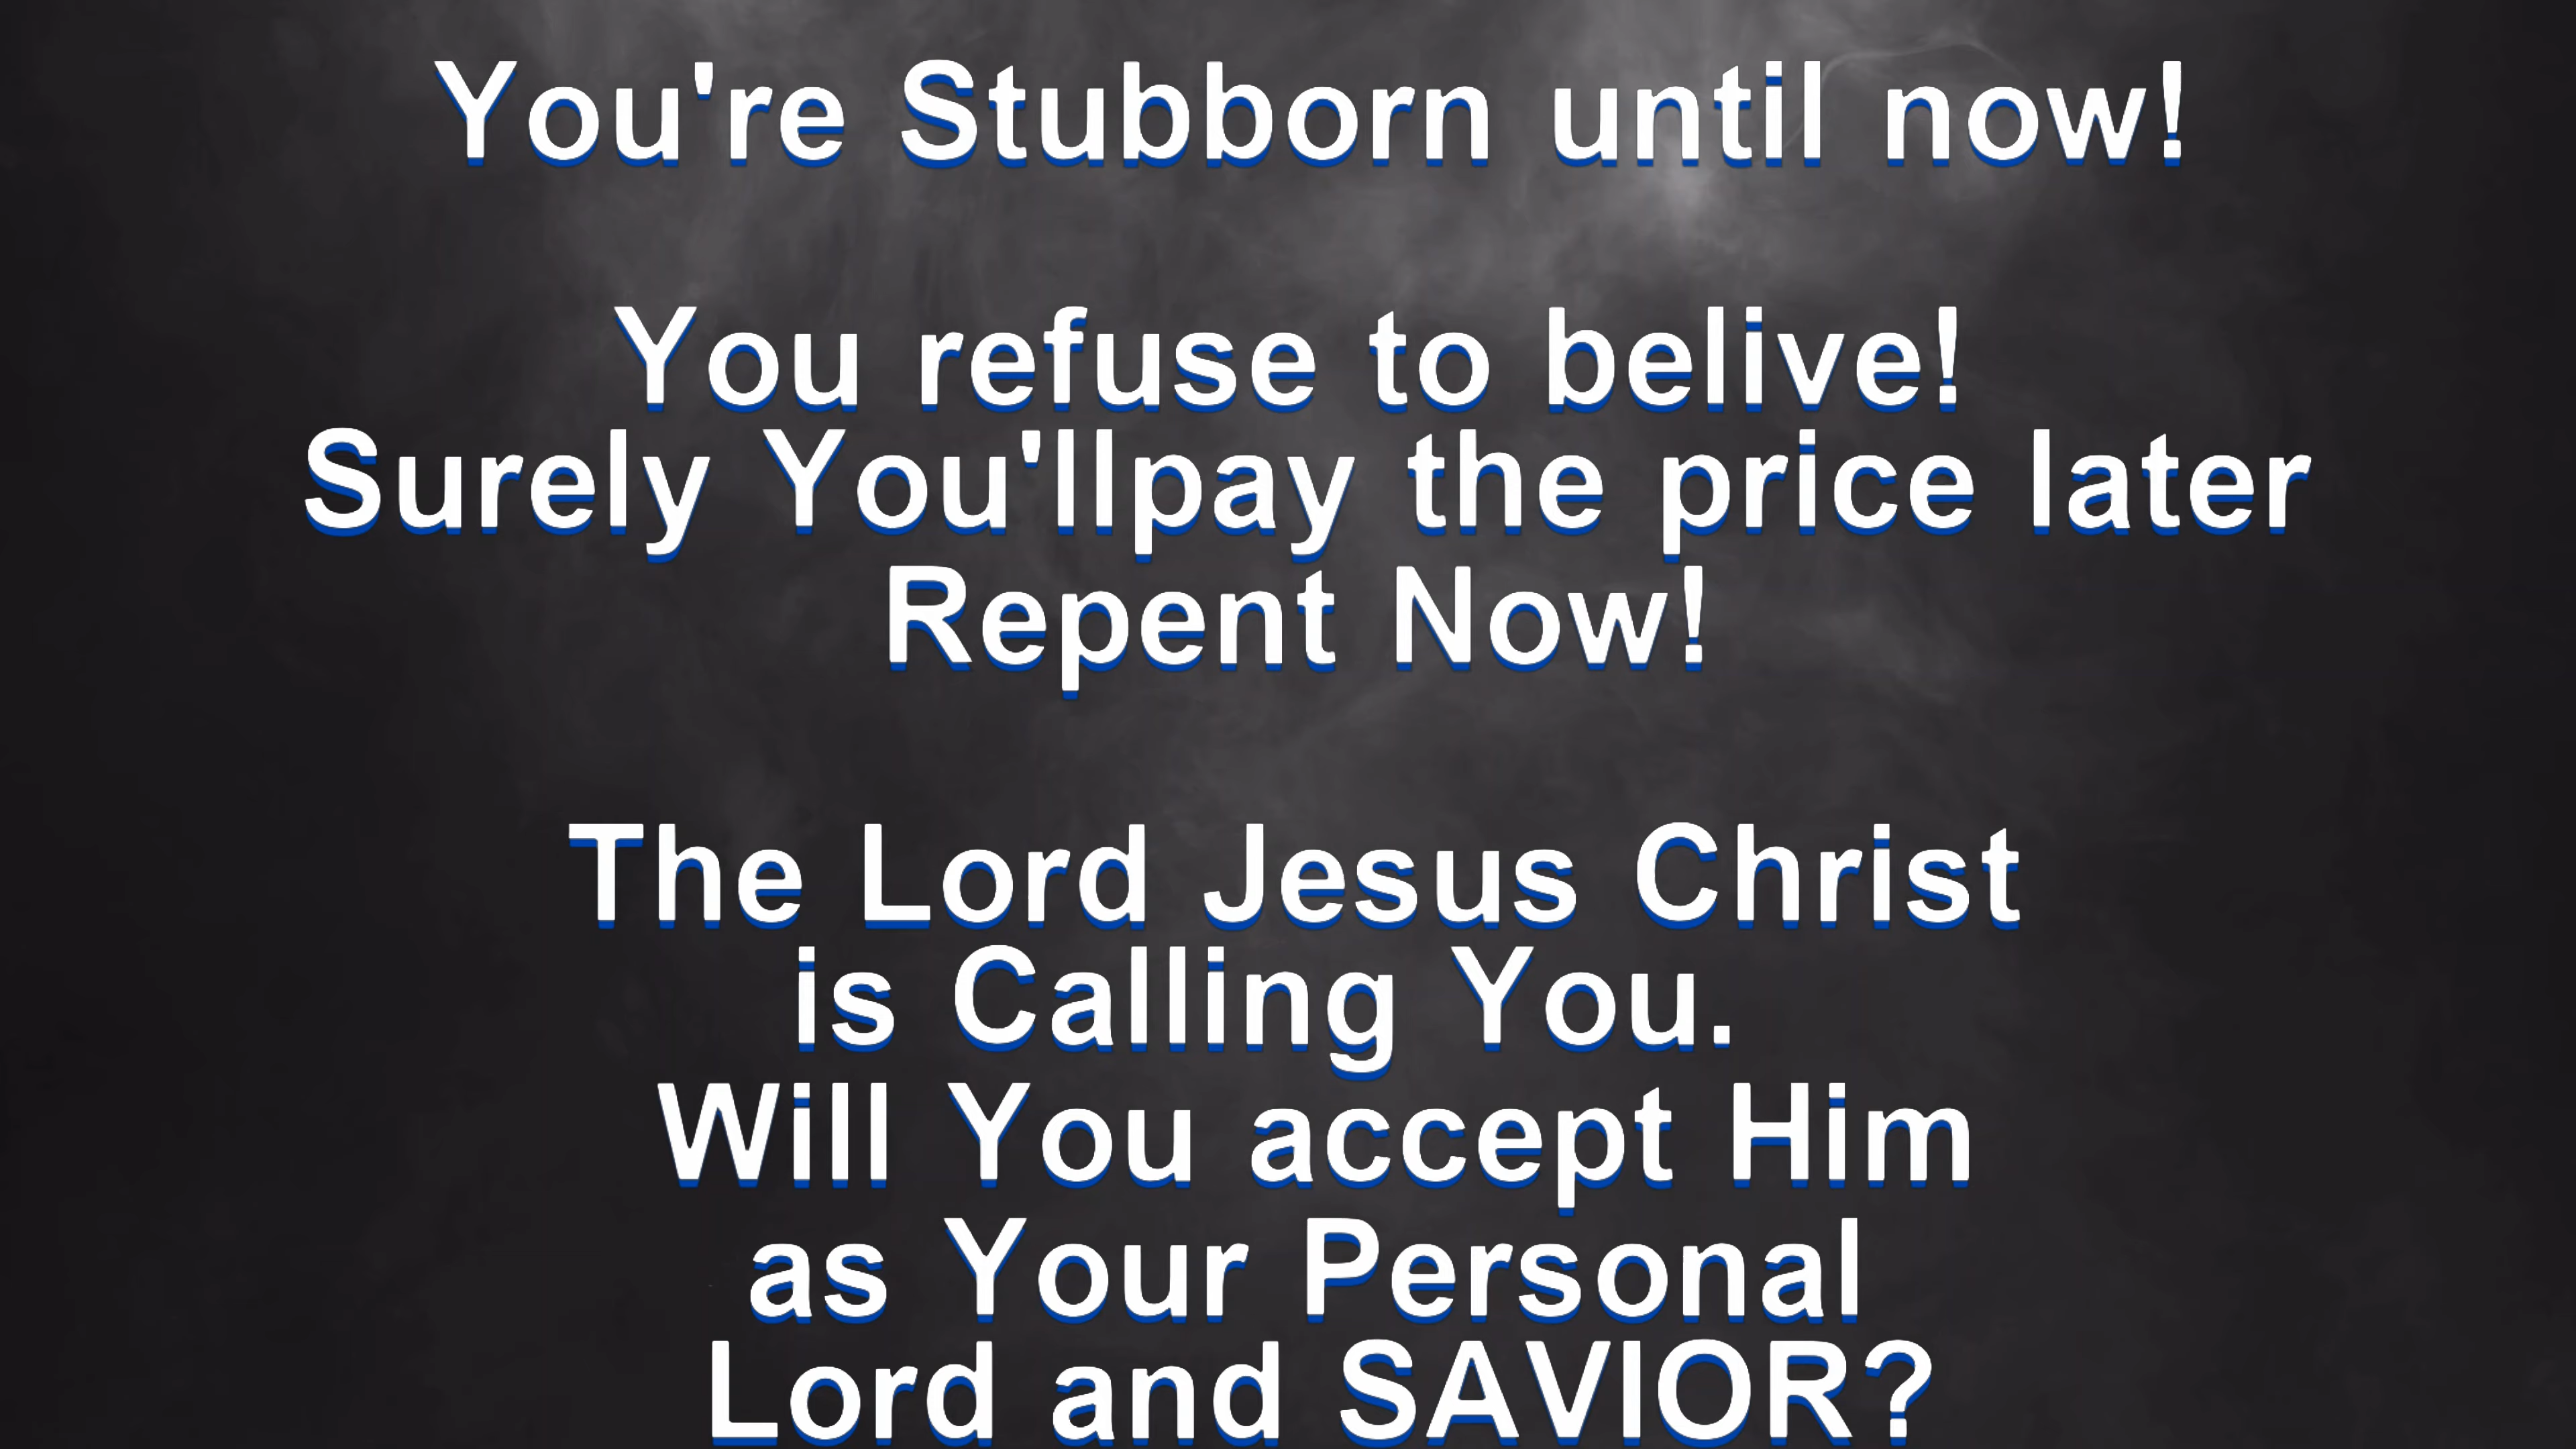 You're Stubborn until now!
You refuse to belive!
Surely You'llpay the price later
Repent Now!
The Lord Jesus Christ
is Calling You.
Will You accept Him
as Your Personal
Lord and SAVIOR?